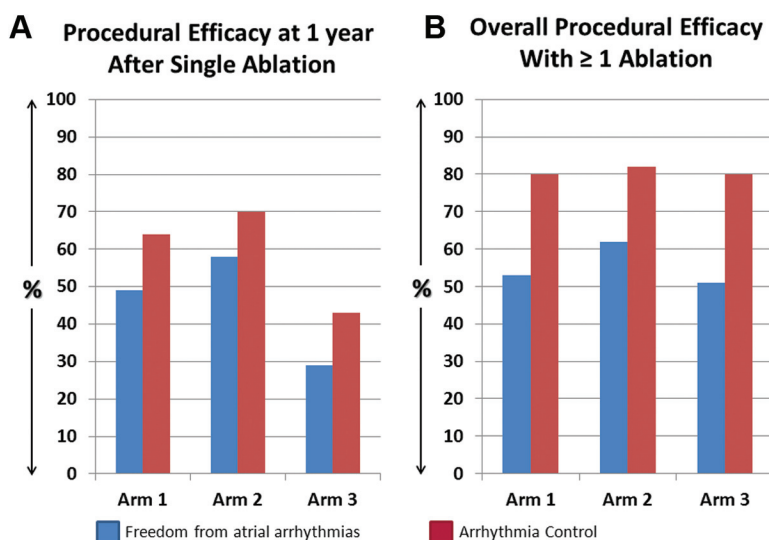 A
Procedural Efficacy at 1 year
After Single Ablation
100
90
80
70
60
50
40
30
20
10
0
%
Arm 1 Arm 2 Arm 3
B
Overall Procedural Efficacy
With ≥ 1 Ablation
100
90
80
70
60
50
40
30
20
10
0
%
Arm 1 Arm 2 Arm 3
Freedom from atrial arrhythmias
Arrhythmia Control